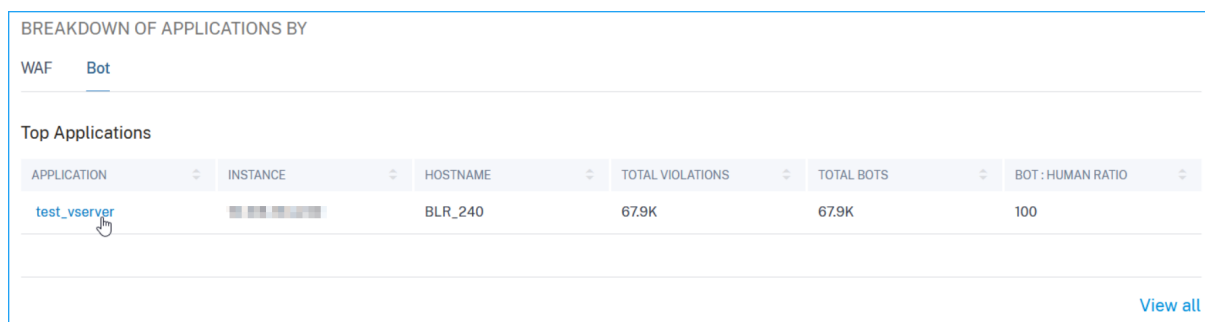 BREAKDOWN OF APPLICATIONS BY
WAF Bot
Top Applications
APPLICATION INSTANCE HOSTNAME TOTAL VIOLATIONS TOTAL BOTS BOT : HUMAN RATIO
test_vserver BLR_240 67.9K 67.9K 100
View all